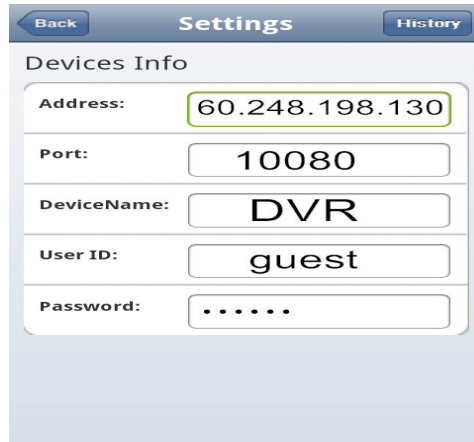 Back Settings History
Devices Info
Address: 60.248.198.130
Port: 10080
DeviceName: DVR
User ID: guest
Password: ••••••